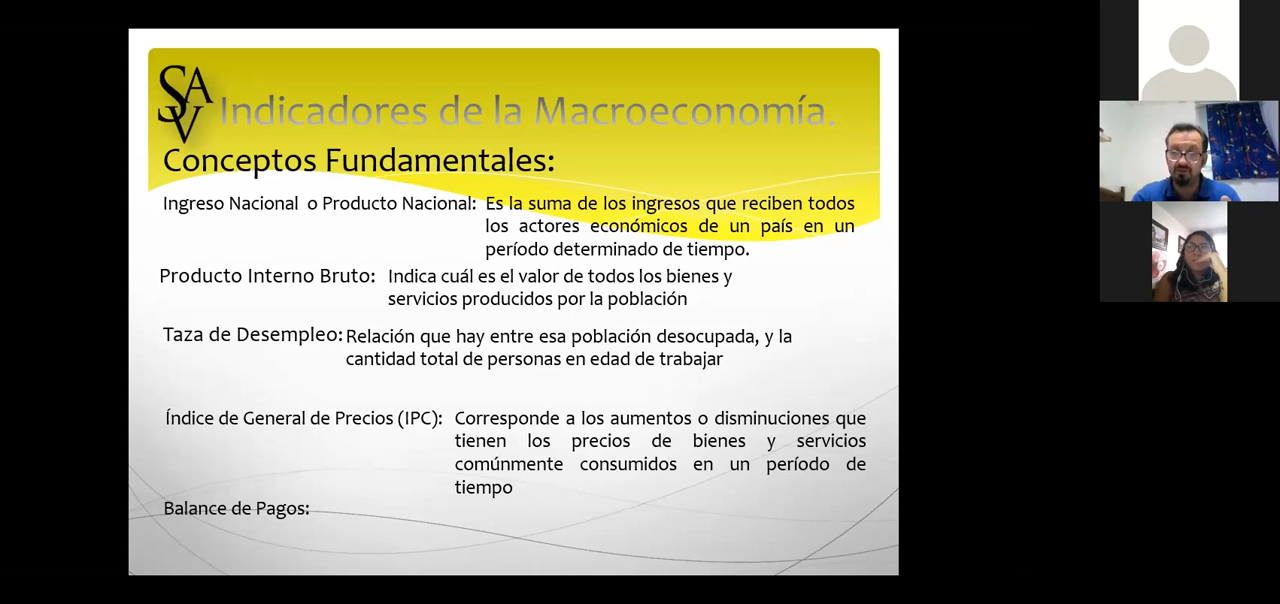 SAV
Indicadores de la Macroeconomía.
Conceptos Fundamentales:
Ingreso Nacional o Producto Nacional: Es la suma de los ingresos que reciben todos
los actores económicos de un país en un
período determinado de tiempo.
Producto Interno Bruto: Indica cuál es el valor de todos los bienes y
servicios producidos por la población
Taza de Desempleo: Relación que hay entre esa población desocupada, y la
cantidad total de personas en edad de trabajar
Índice de General de Precios (IPC): Corresponde a los aumentos o disminuciones que
tienen los precios de bienes y servicios
comúnmente consumidos en un período de
tiempo
Balance de Pagos: